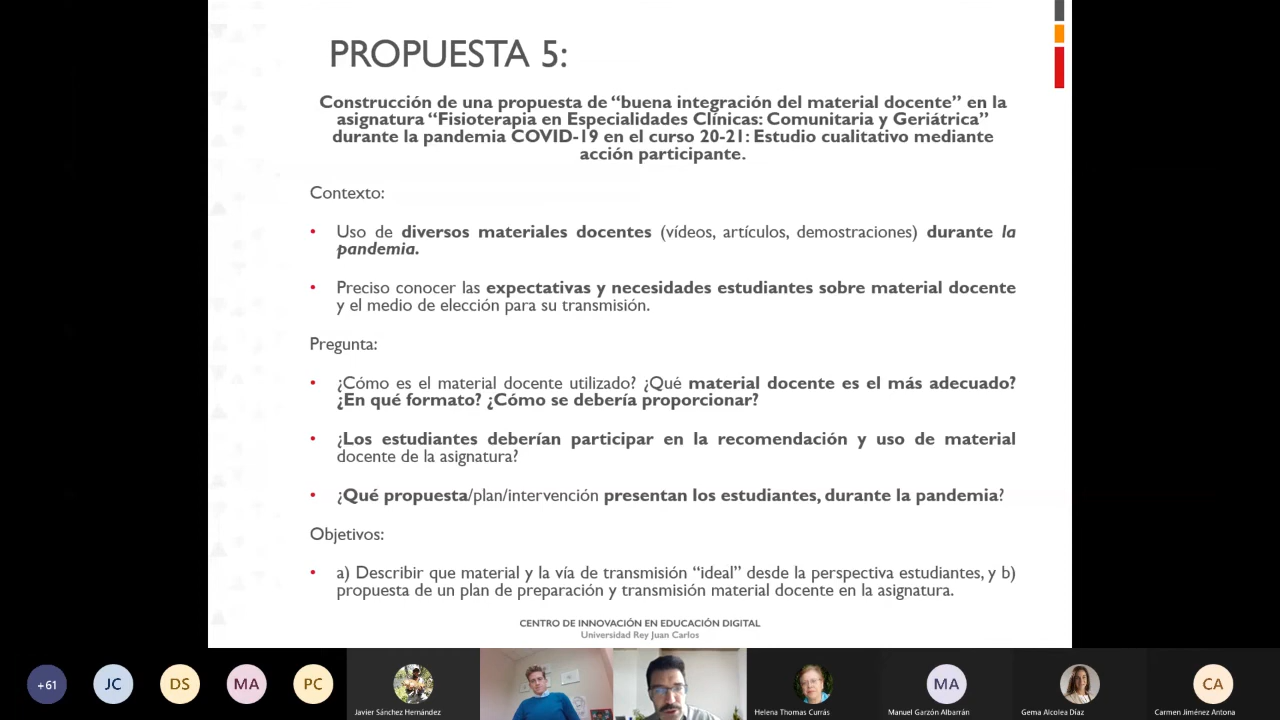 PROPUESTA 5:
Construcción de una propuesta de “buena integración del material docente” en la
asignatura “Fisioterapia en Especialidades Clínicas: Comunitaria y Geriátrica”
durante la pandemia COVID-19 en el curso 20-21: Estudio cualitativo mediante
acción participante.
Contexto:
• Uso de diversos materiales docentes (vídeos, artículos, demostraciones) durante la
pandemia.
• Preciso conocer las expectativas y necesidades estudiantes sobre material docente
y el medio de elección para su transmisión.
Pregunta:
• ¿Cómo es el material docente utilizado? ¿Qué material docente es el más adecuado?
¿En qué formato? ¿Cómo se debería proporcionar?
• ¿Los estudiantes deberían participar en la recomendación y uso de material
docente de la asignatura?
• ¿Qué propuesta/plan/intervención presentan los estudiantes, durante la pandemia?
Objetivos:
• a) Describir que material y la vía de transmisión “ideal” desde la perspectiva estudiantes, y b)
propuesta de un plan de preparación y transmisión material docente en la asignatura.
CENTRO DE INNOVACIÓN EN EDUCACIÓN DIGITAL
Universidad Rey Juan Carlos
+61
JC
DS
MA
PC
Javier Sánchez Hernández
Helena Thomas Currás
MA
Manuel Garzón Albarrán
Gema Alcolea Díaz
CA
Carmen Jiménez Antona